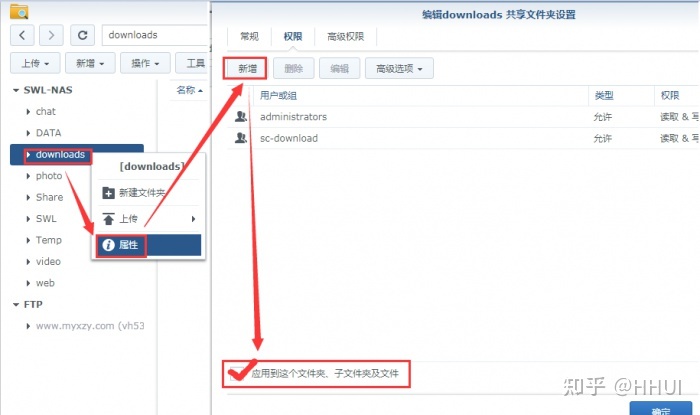 downloads
上传
新增
操作
工具
名称
SWL-NAS
chat
DATA
downloads
photo
Share
SWL
Temp
video
web
FTP
www.myxzy.com (vh53
[downloads]
新建文件夹
上传
属性
编辑downloads 共享文件夹设置
常规 权限 高级权限
新增 删除 编辑 高级选项
用户或组 类型 权限
administrators 允许 读取 & 写
sc-download 允许 读取 & 写
应用到这个文件夹、子文件夹及文件
确定
知乎 @HHUI